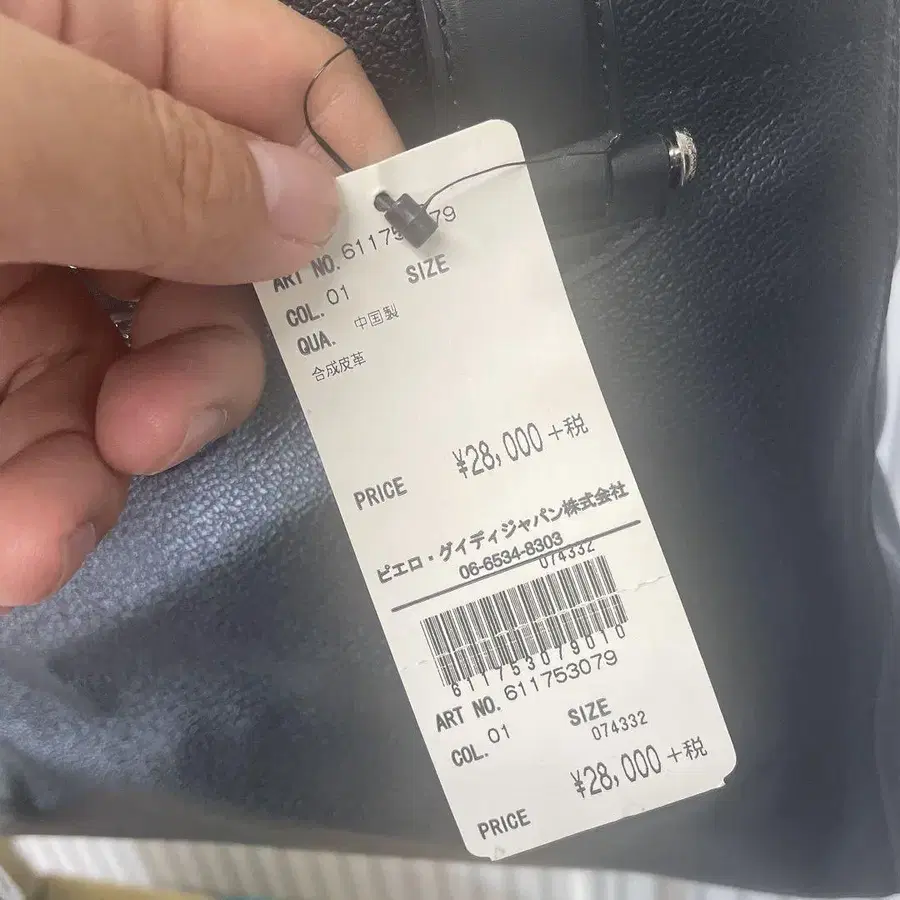 ART NO. 611753079
SIZE
COL. 01
QUA. 中国製
合成皮革
¥28,000 +税
PRICE
ピエロ・グイディジャパン株式会社
06-6534-8303
074332
611753079010
ART NO. 611753079
SIZE
COL. 01
074332
¥28,000 +税
PRICE